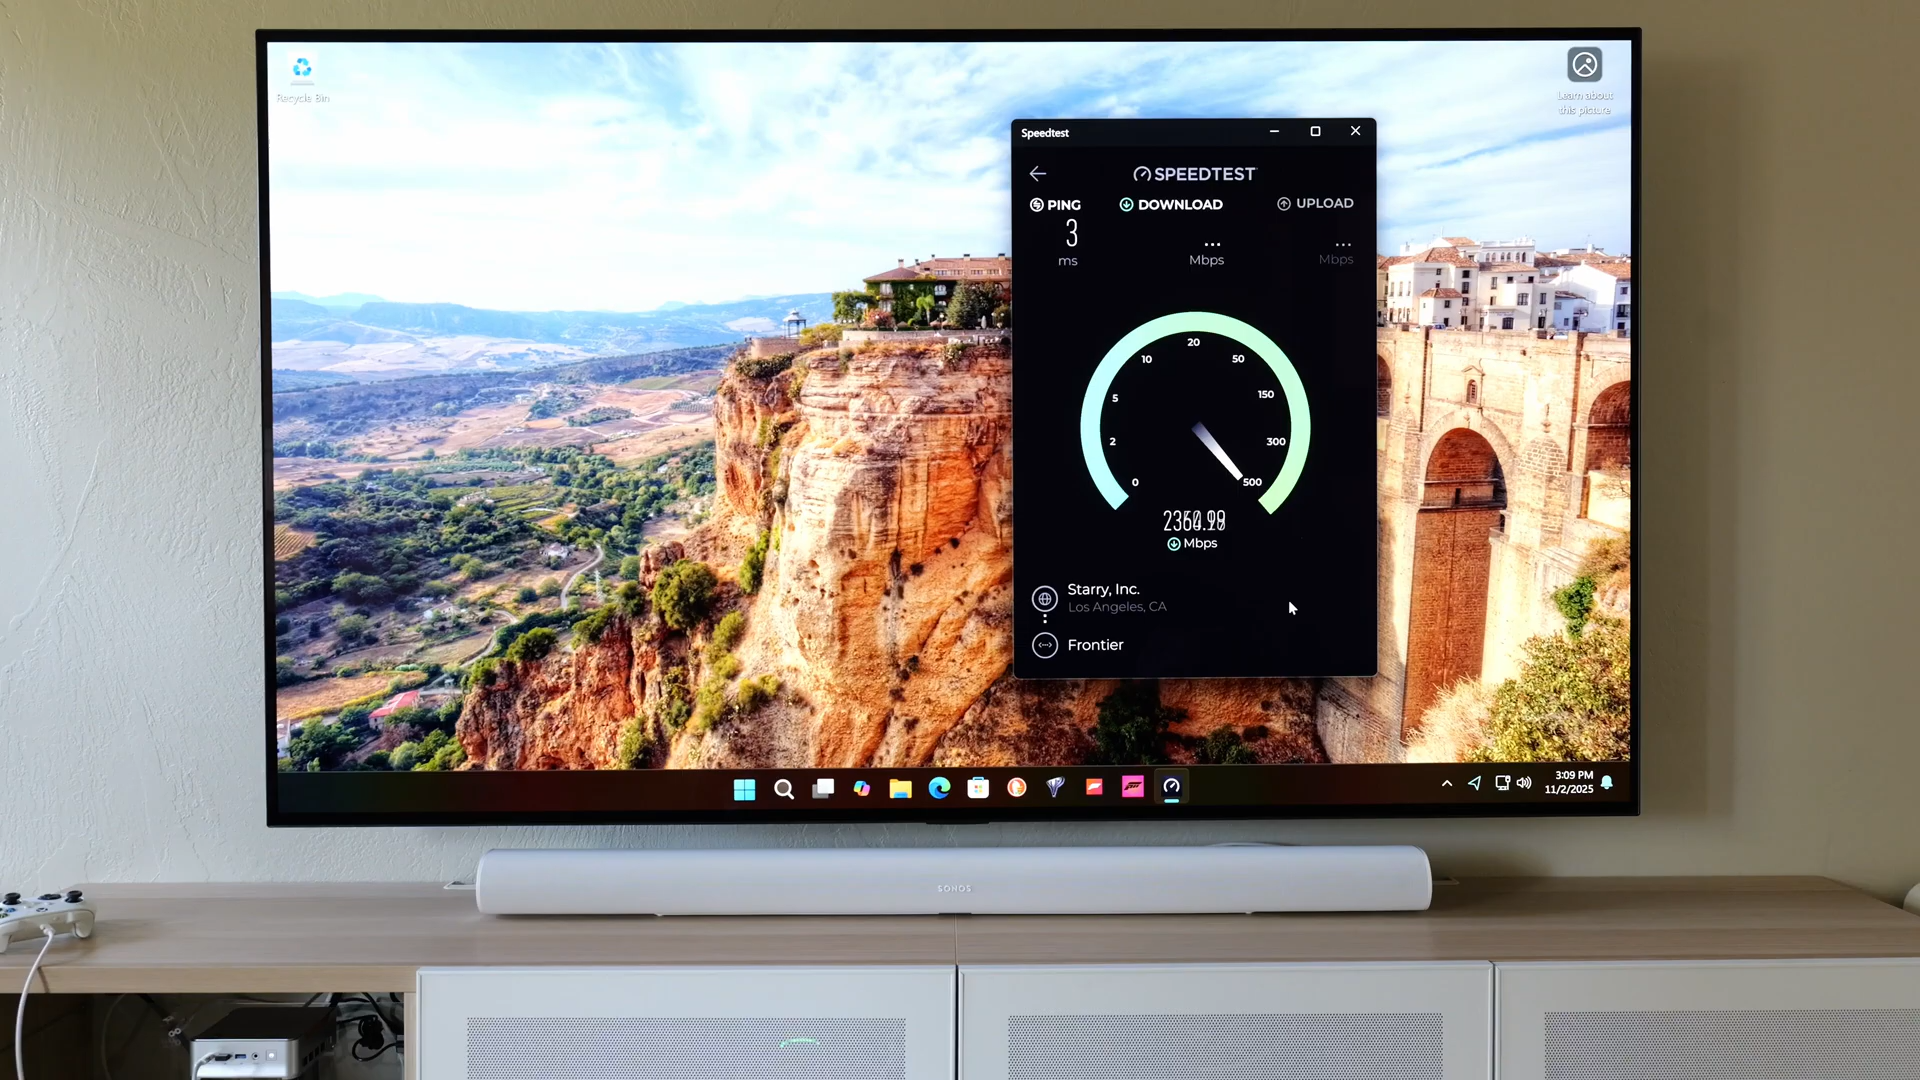 Recycle Bin
Learn about
this picture
Speedtest
SPEEDTEST
PING
DOWNLOAD
UPLOAD
3
...
...
ms
Mbps
Mbps
0
2
5
10
20
50
150
300
500
Mbps
Starry, Inc.
Los Angeles, CA
Frontier
3:09 PM
11/2/2025
SONOS